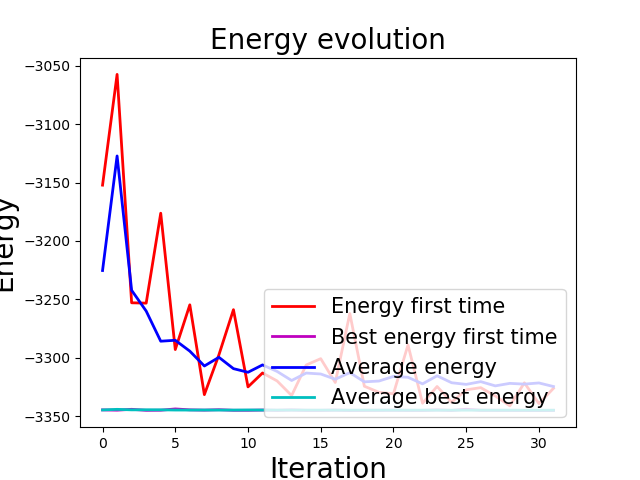 Energy evolution
Energy
−3050
−3100
−3150
−3200
−3250
−3300
−3350
Energy first time
Best energy first time
Average energy
Average best energy
0 5 10 15 20 25 30
Iteration